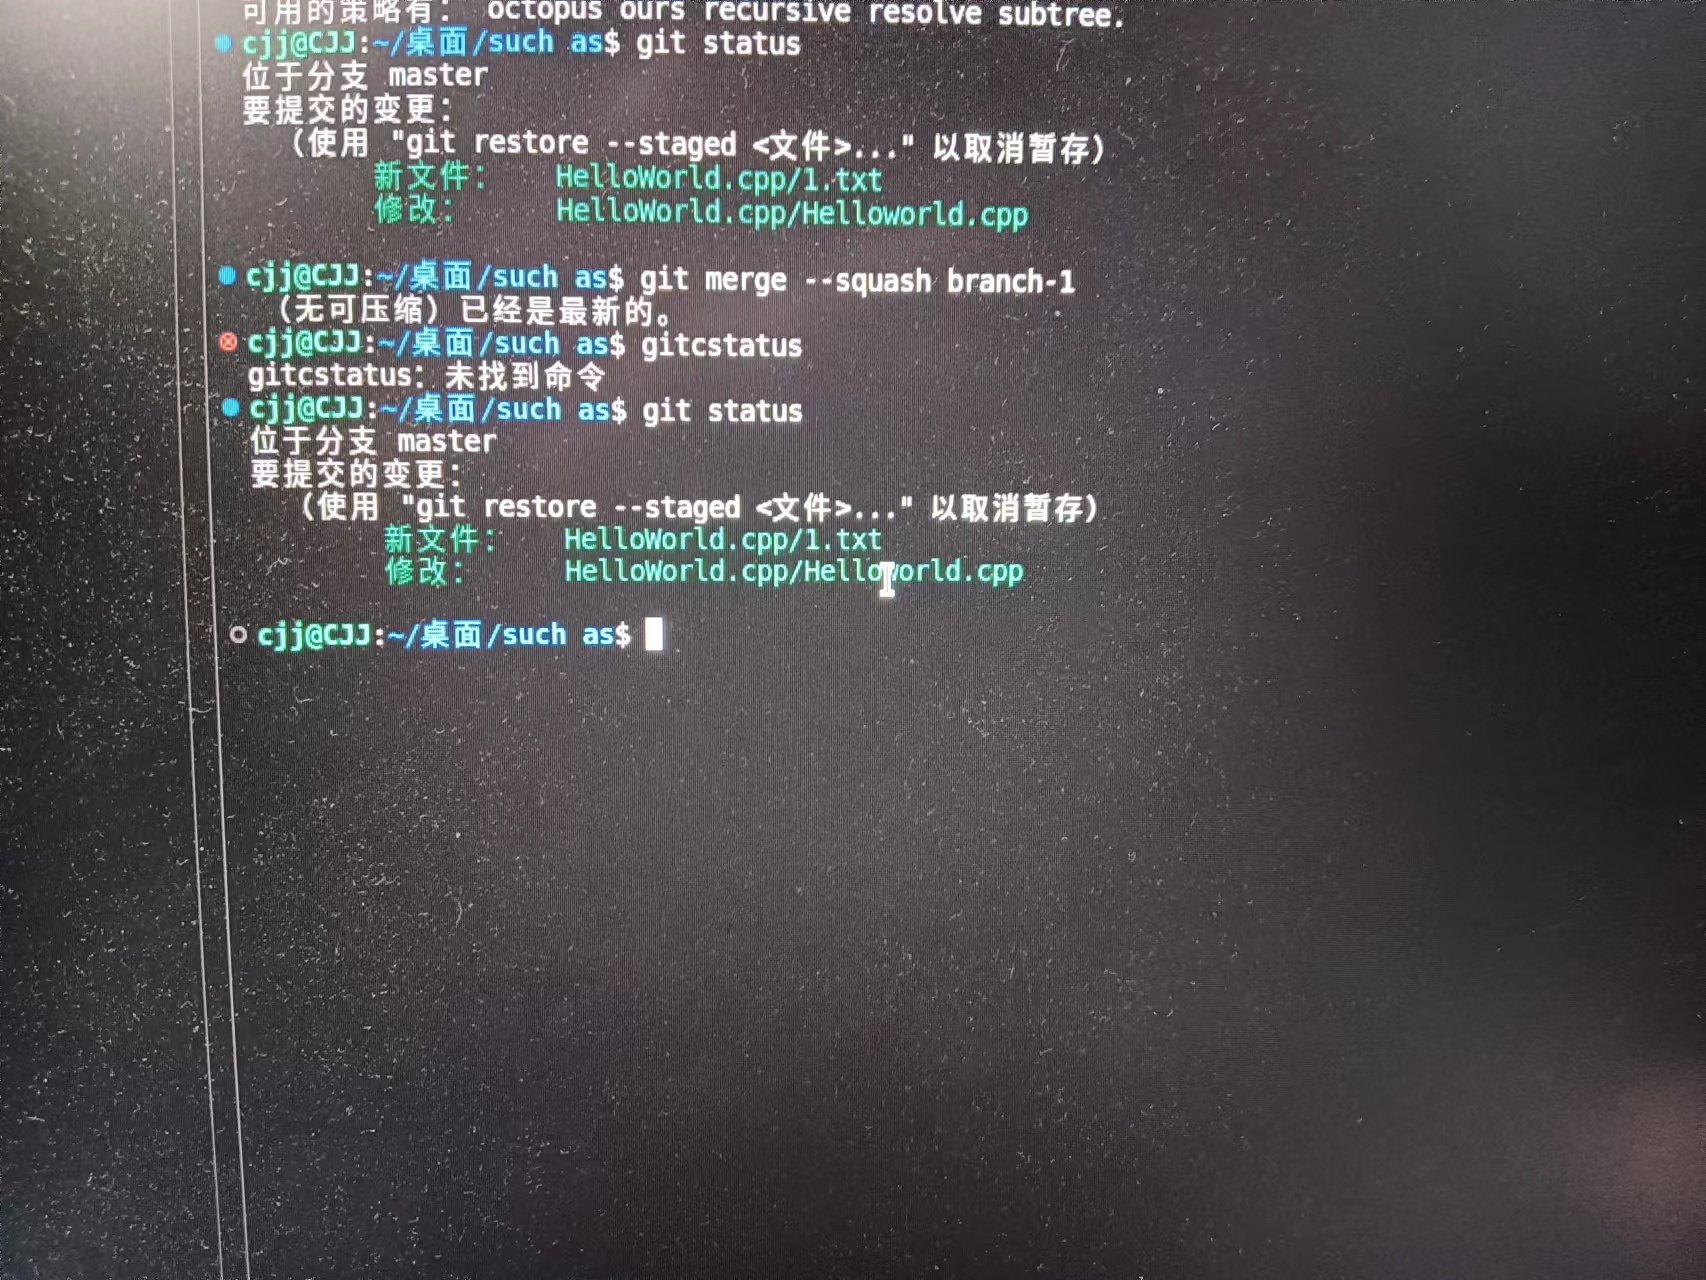 可用的策略有： octopus ours recursive resolve subtree.
cjj@CJJ:~/桌面/such as$ git status
位于分支 master
要提交的变更：
（使用 "git restore --staged <文件>..." 以取消暂存）
新文件： HelloWorld.cpp/1.txt
修改： HelloWorld.cpp/Helloworld.cpp
cjj@CJJ:~/桌面/such as$ git merge --squash branch-1
（无可压缩）已经是最新的。
cjj@CJJ:~/桌面/such as$ gitcstatus
gitcstatus：未找到命令
cjj@CJJ:~/桌面/such as$ git status
位于分支 master
要提交的变更：
（使用 "git restore --staged <文件>..." 以取消暂存）
新文件： HelloWorld.cpp/1.txt
修改： HelloWorld.cpp/Helloworld.cpp
cjj@CJJ:~/桌面/such as$